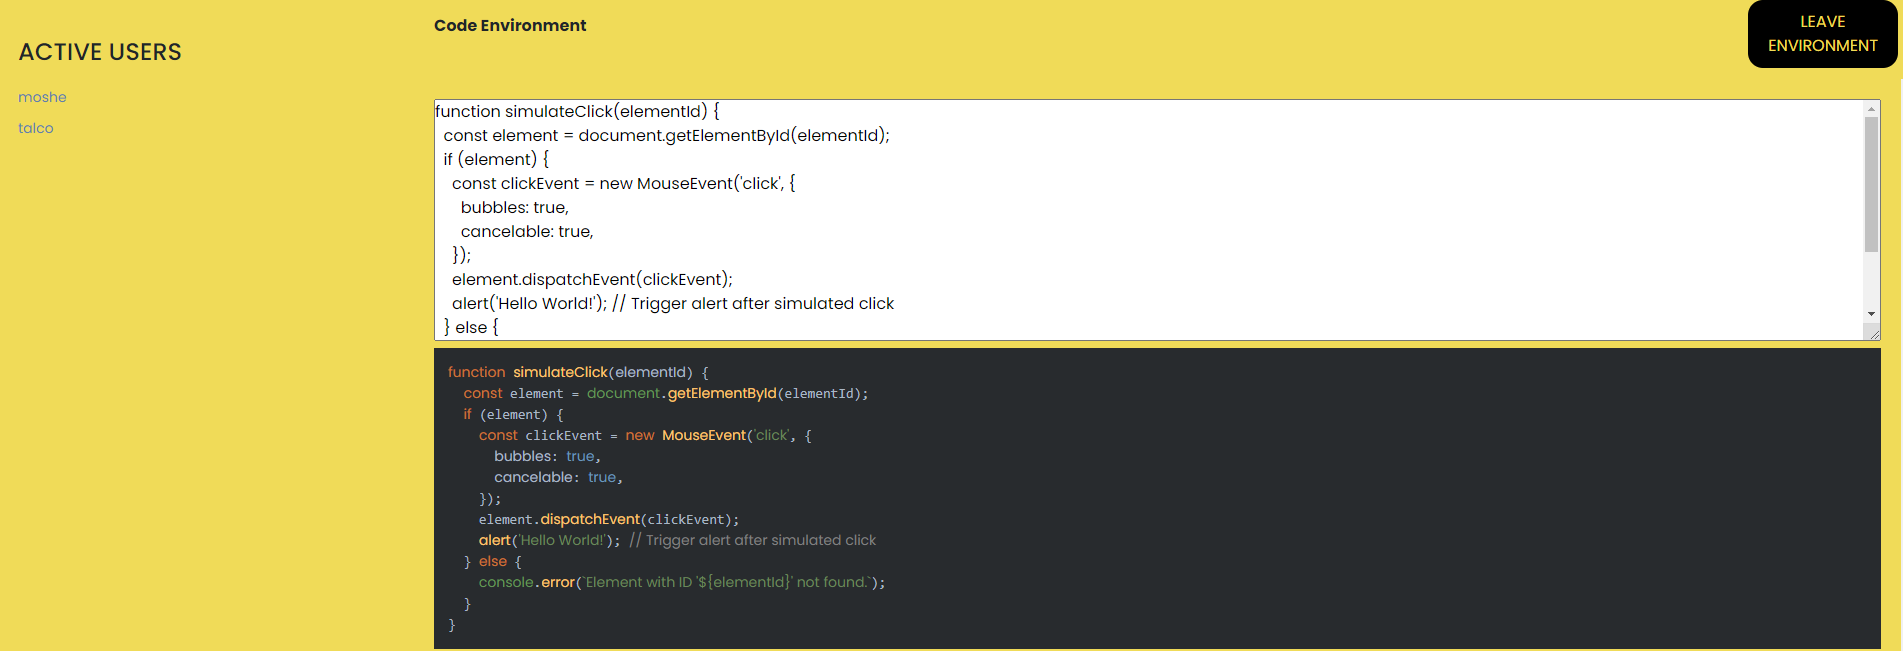 ACTIVE USERS
moshe
talco
Code Environment
LEAVE
ENVIRONMENT
function simulateClick(elementId) {
  const element = document.getElementById(elementId);
  if (element) {
    const clickEvent = new MouseEvent('click', {
      bubbles: true,
      cancelable: true,
    });
    element.dispatchEvent(clickEvent);
    alert('Hello World!'); // Trigger alert after simulated click
  } else {
function simulateClick(elementId) {
  const element = document.getElementById(elementId);
  if (element) {
    const clickEvent = new MouseEvent('click', {
      bubbles: true,
      cancelable: true,
    });
    element.dispatchEvent(clickEvent);
    alert('Hello World!'); // Trigger alert after simulated click
  } else {
    console.error(`Element with ID '${elementId}' not found.`);
  }
}